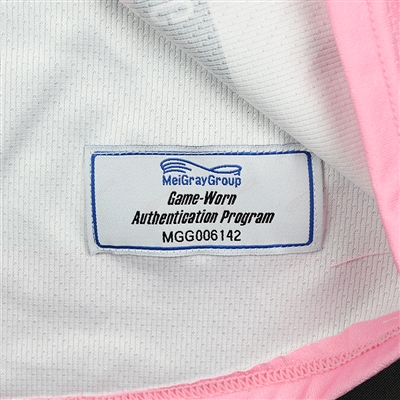 MeiGrayGroup
Game-Worn
Authentication Program
MGG006142